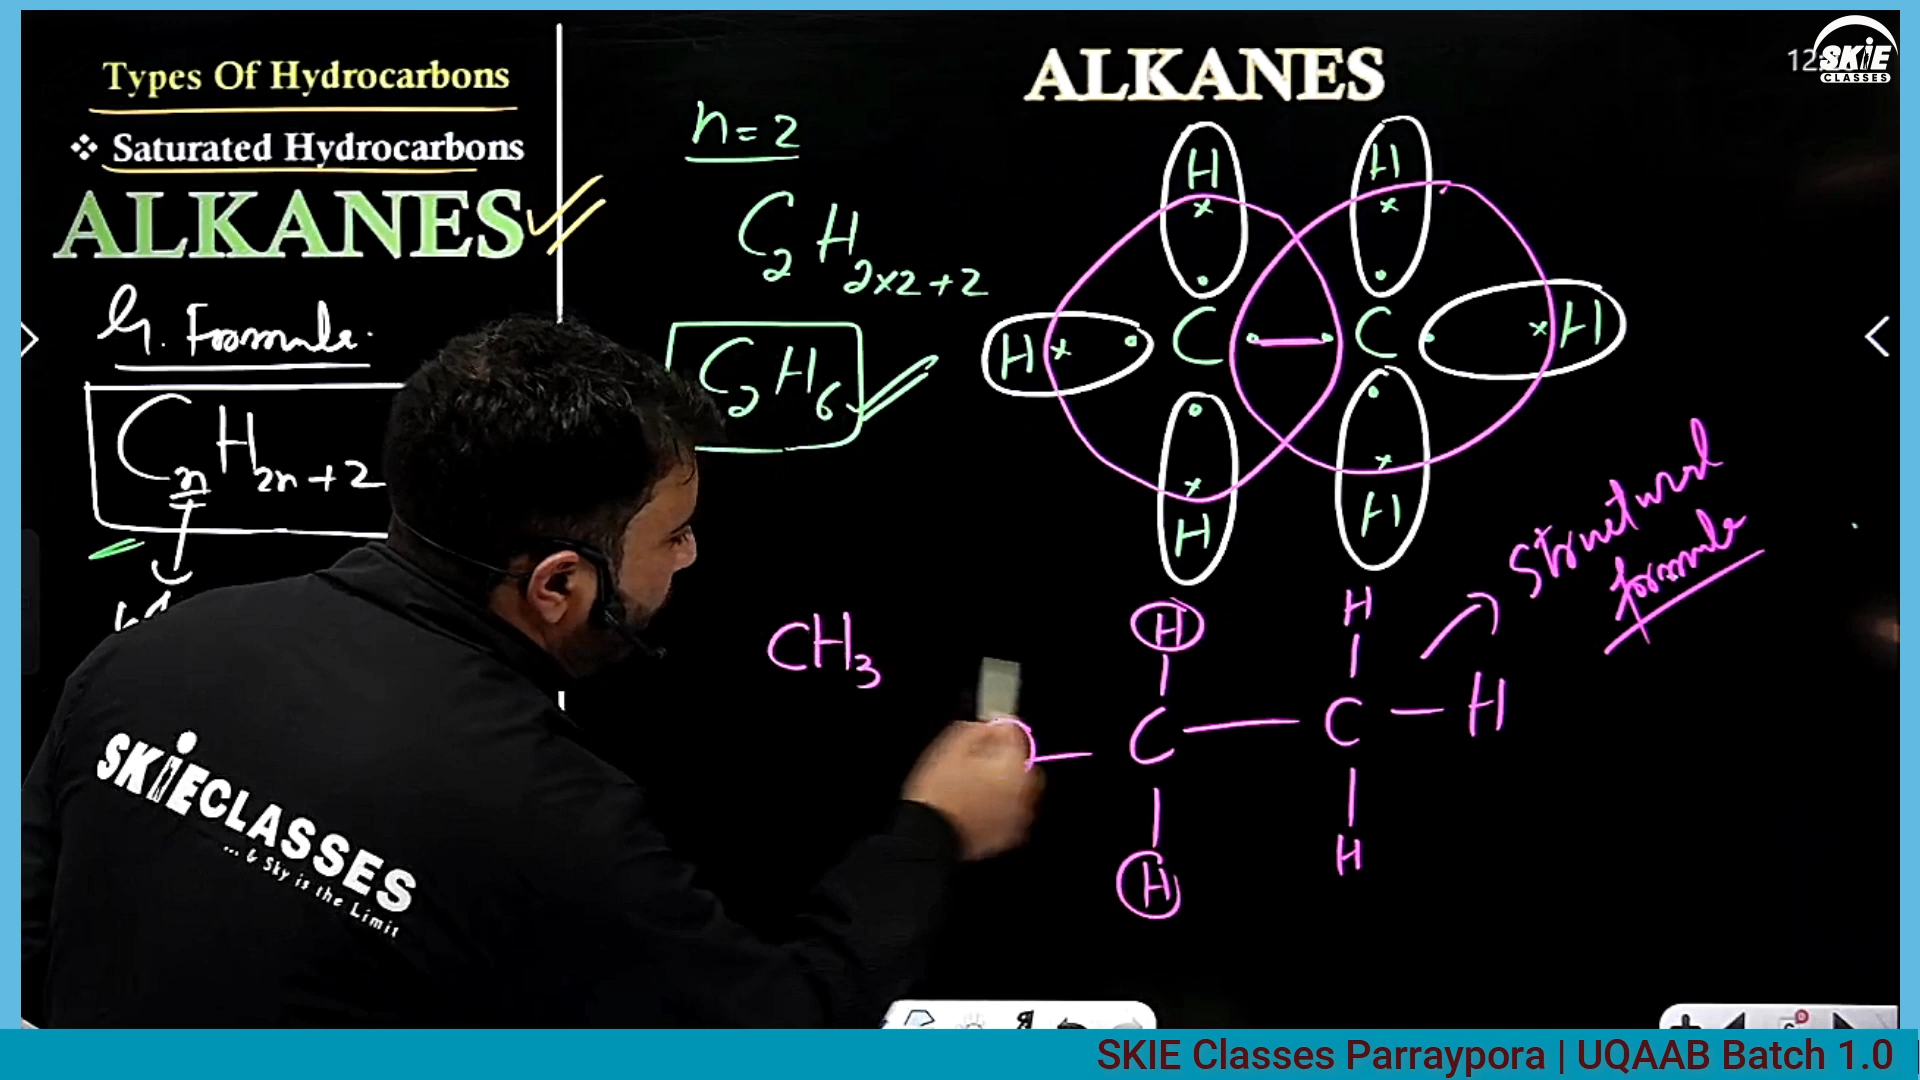 Types Of Hydrocarbons
❖ Saturated Hydrocarbons
ALKANES
G. Formula.
CnH2n+2
n=2
C2H2×2+2
C2H6
ALKANES
12
SKiE
CLASSES
H H
× ×
H × C — C × H
× ×
H H
Structural
formula
CH3
H H
C — C — H
H H
SKiECLASSES
... & Sky is the Limit
SKIE Classes Parraypora | UQAAB Batch 1.0